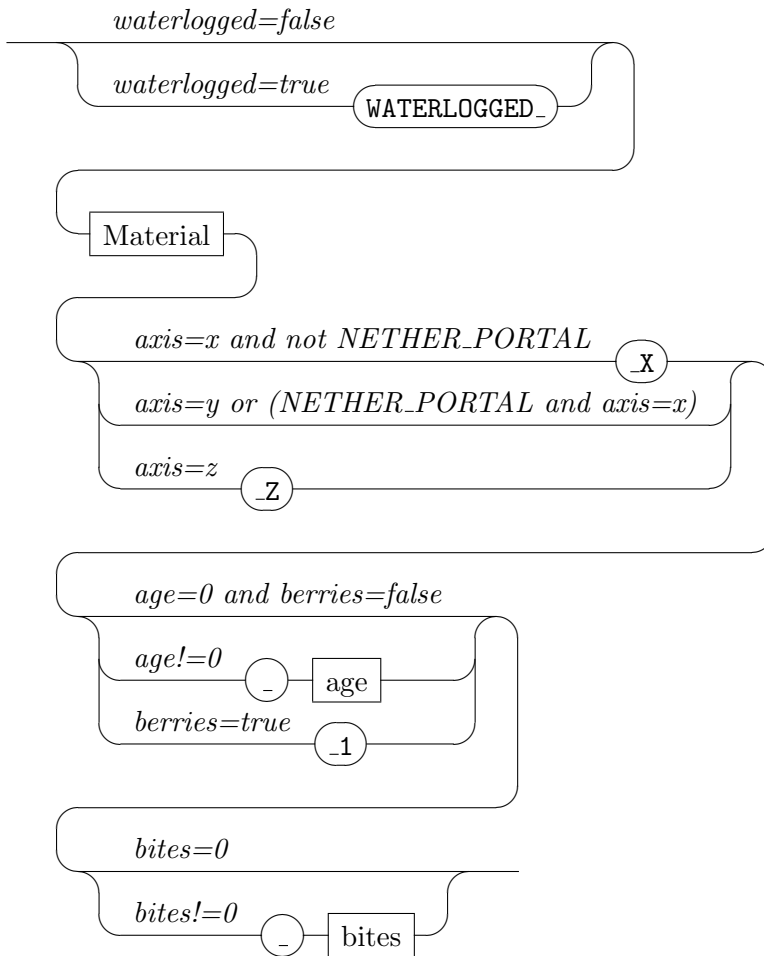 waterlogged=false
waterlogged=true WATERLOGGED_
Material
axis=x and not NETHER_PORTAL _X
axis=y or (NETHER_PORTAL and axis=x)
axis=z _Z
age=0 and berries=false
age!=0 _ age
berries=true _1
bites=0
bites!=0 _ bites